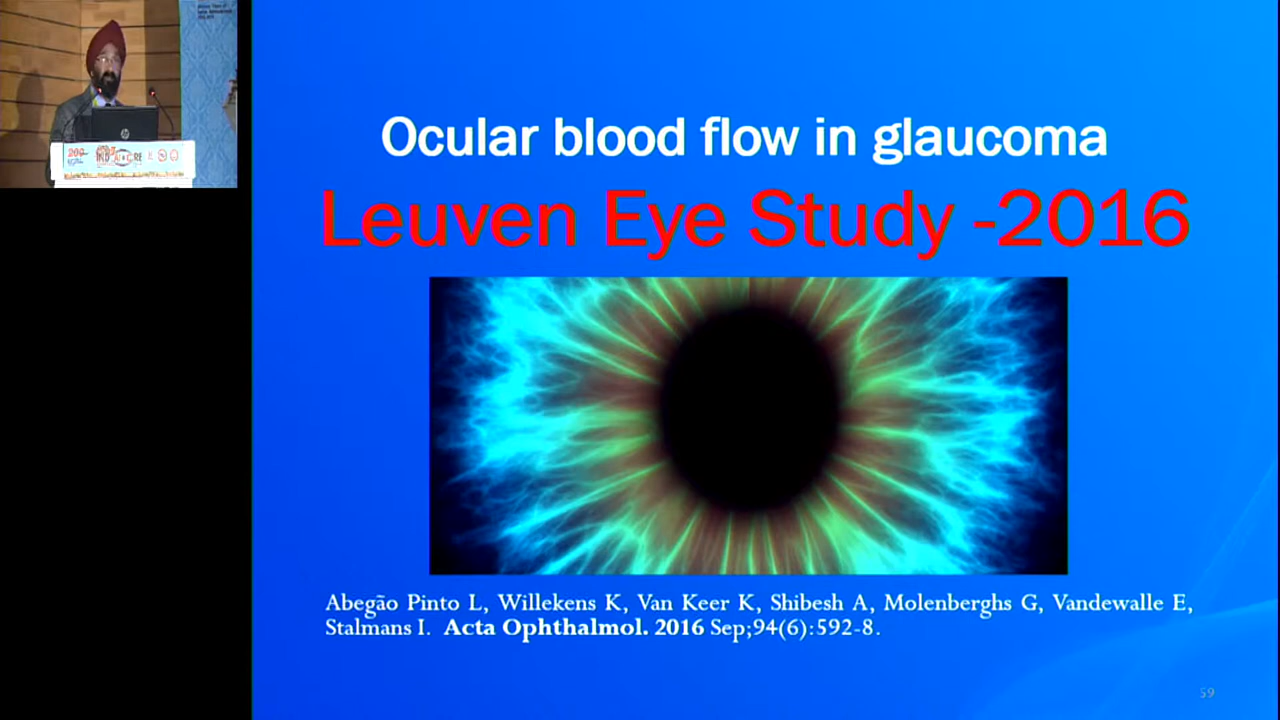 Ocular blood flow in glaucoma
Leuven Eye Study -2016
Abegão Pinto L, Willekens K, Van Keer K, Shibesh A, Molenberghs G, Vandewalle E,
Stalmans I. Acta Ophthalmol. 2016 Sep;94(6):592-8.
59
hp